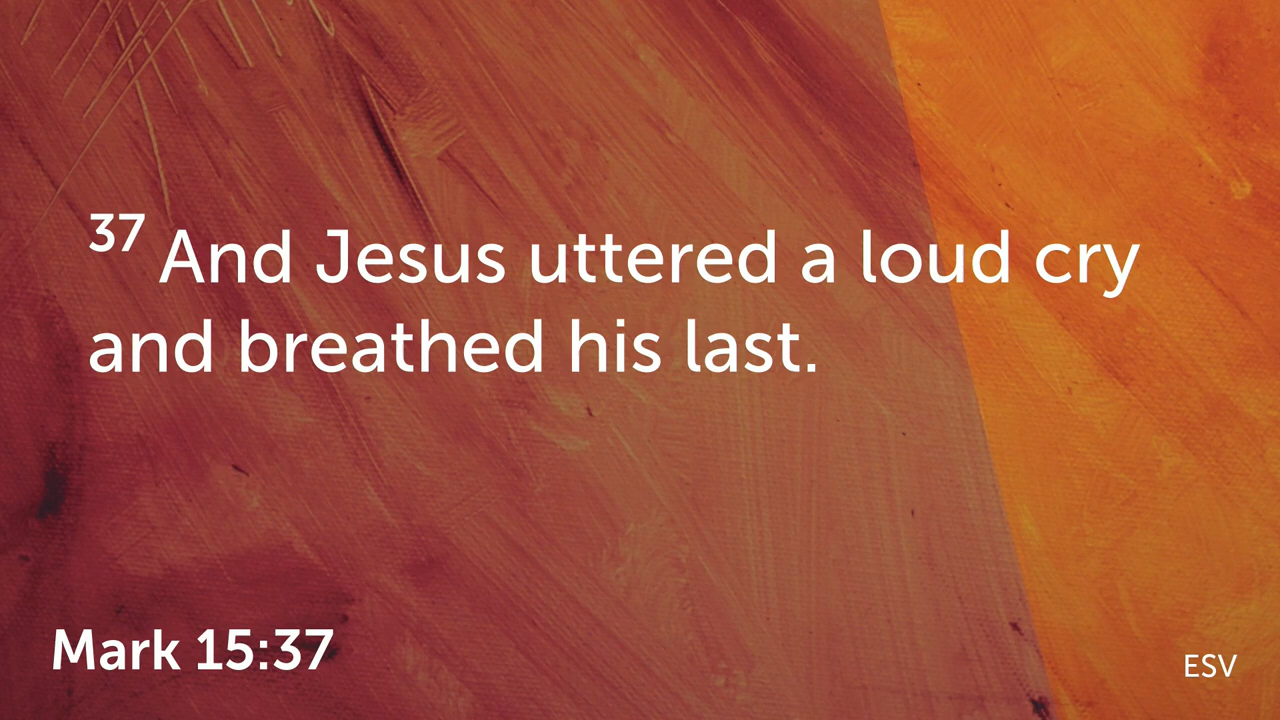 37 And Jesus uttered a loud cry
and breathed his last.
Mark 15:37
ESV